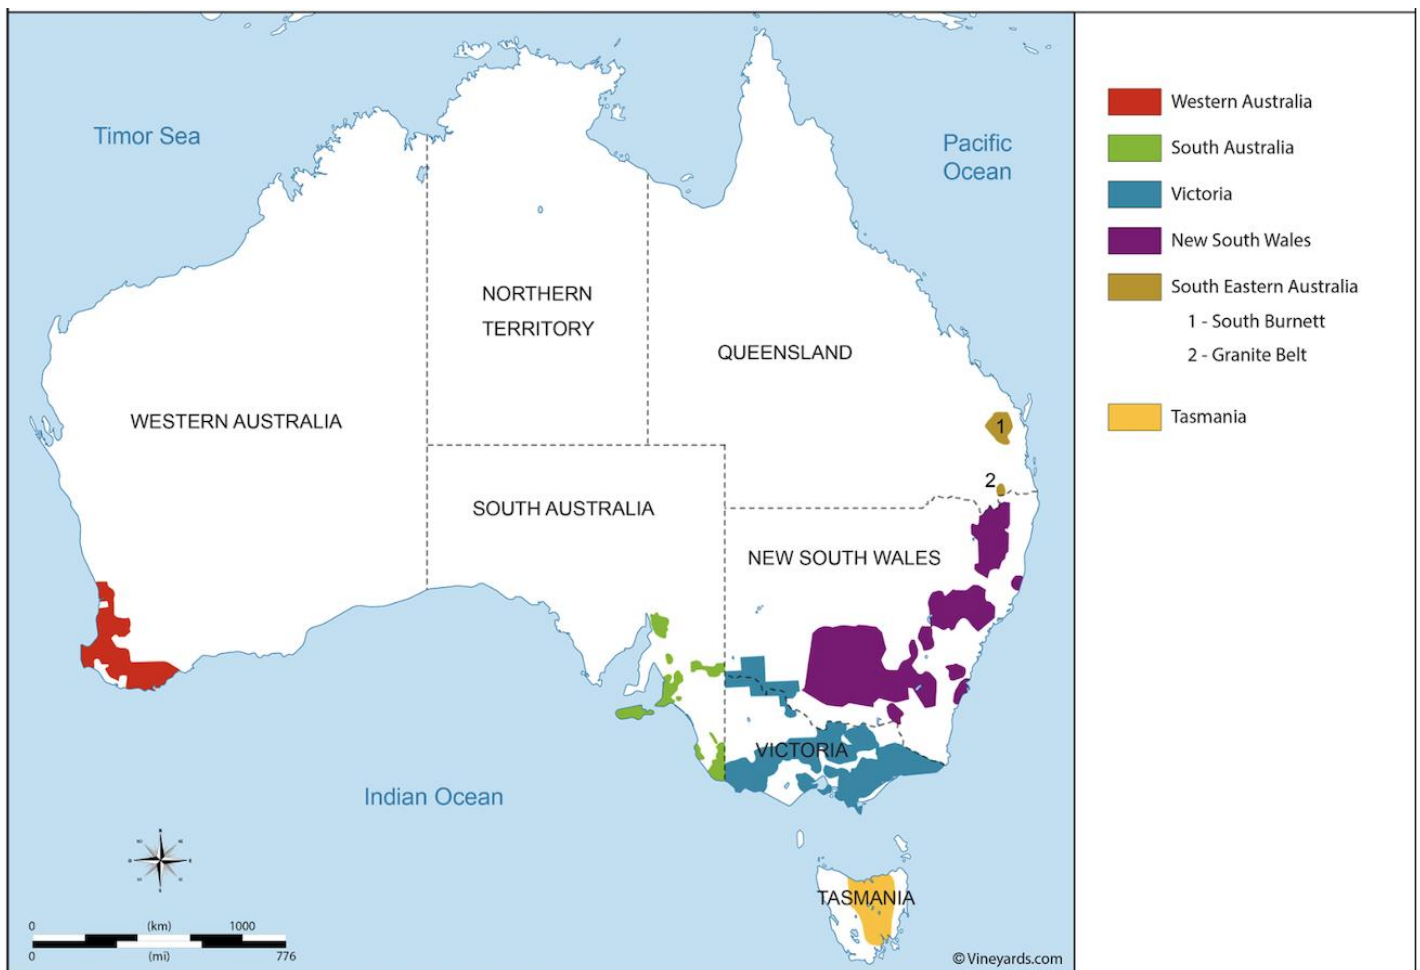 Timor Sea
Pacific
Ocean
NORTHERN
TERRITORY
QUEENSLAND
WESTERN AUSTRALIA
1
2
SOUTH AUSTRALIA
NEW SOUTH WALES
VICTORIA
Indian Ocean
TASMANIA
0 (km) 1000
0 (mi) 776
© Vineyards.com
Western Australia
South Australia
Victoria
New South Wales
South Eastern Australia
1 - South Burnett
2 - Granite Belt
Tasmania